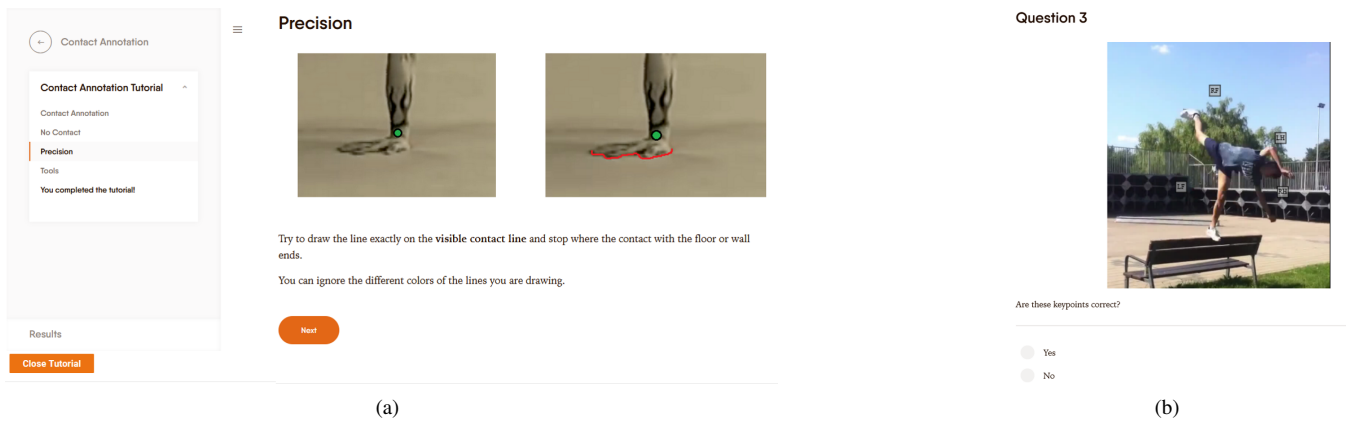 ← Contact Annotation
Contact Annotation Tutorial
Contact Annotation
No Contact
Precision
Tools
You completed the tutorial!
Results
Close Tutorial
Precision
Try to draw the line exactly on the visible contact line and stop where the contact with the floor or wall
ends.
You can ignore the different colors of the lines you are drawing.
Next
(a)
Question 3
RF
LH
LF
RH
Are these keypoints correct?
Yes
No
(b)